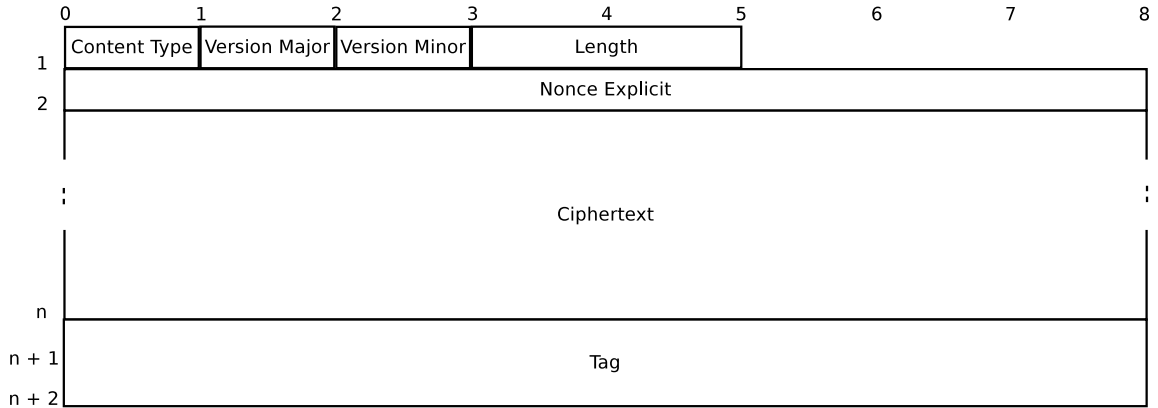 0 1 2 3 4 5 6 7 8
Content Type Version Major Version Minor Length
1
Nonce Explicit
2
Ciphertext
n
n + 1
Tag
n + 2